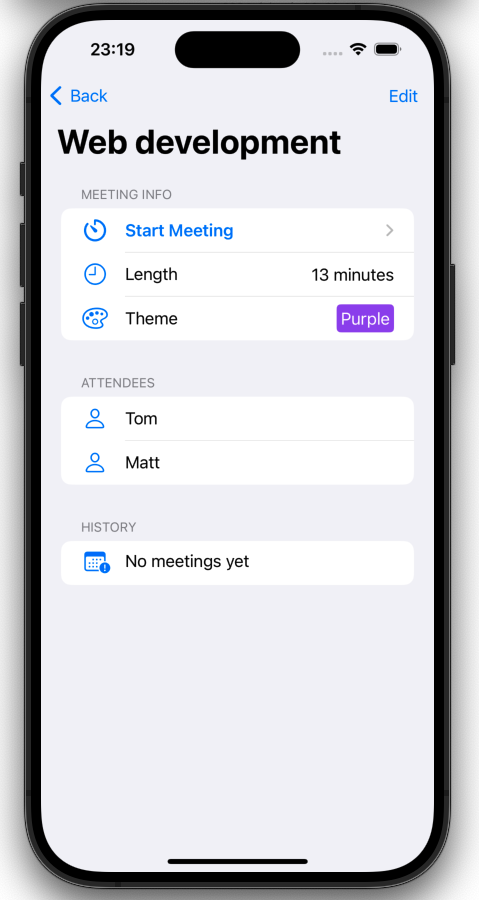 23:19
Back
Edit
Web development
MEETING INFO
Start Meeting
Length
13 minutes
Theme
Purple
ATTENDEES
Tom
Matt
HISTORY
No meetings yet